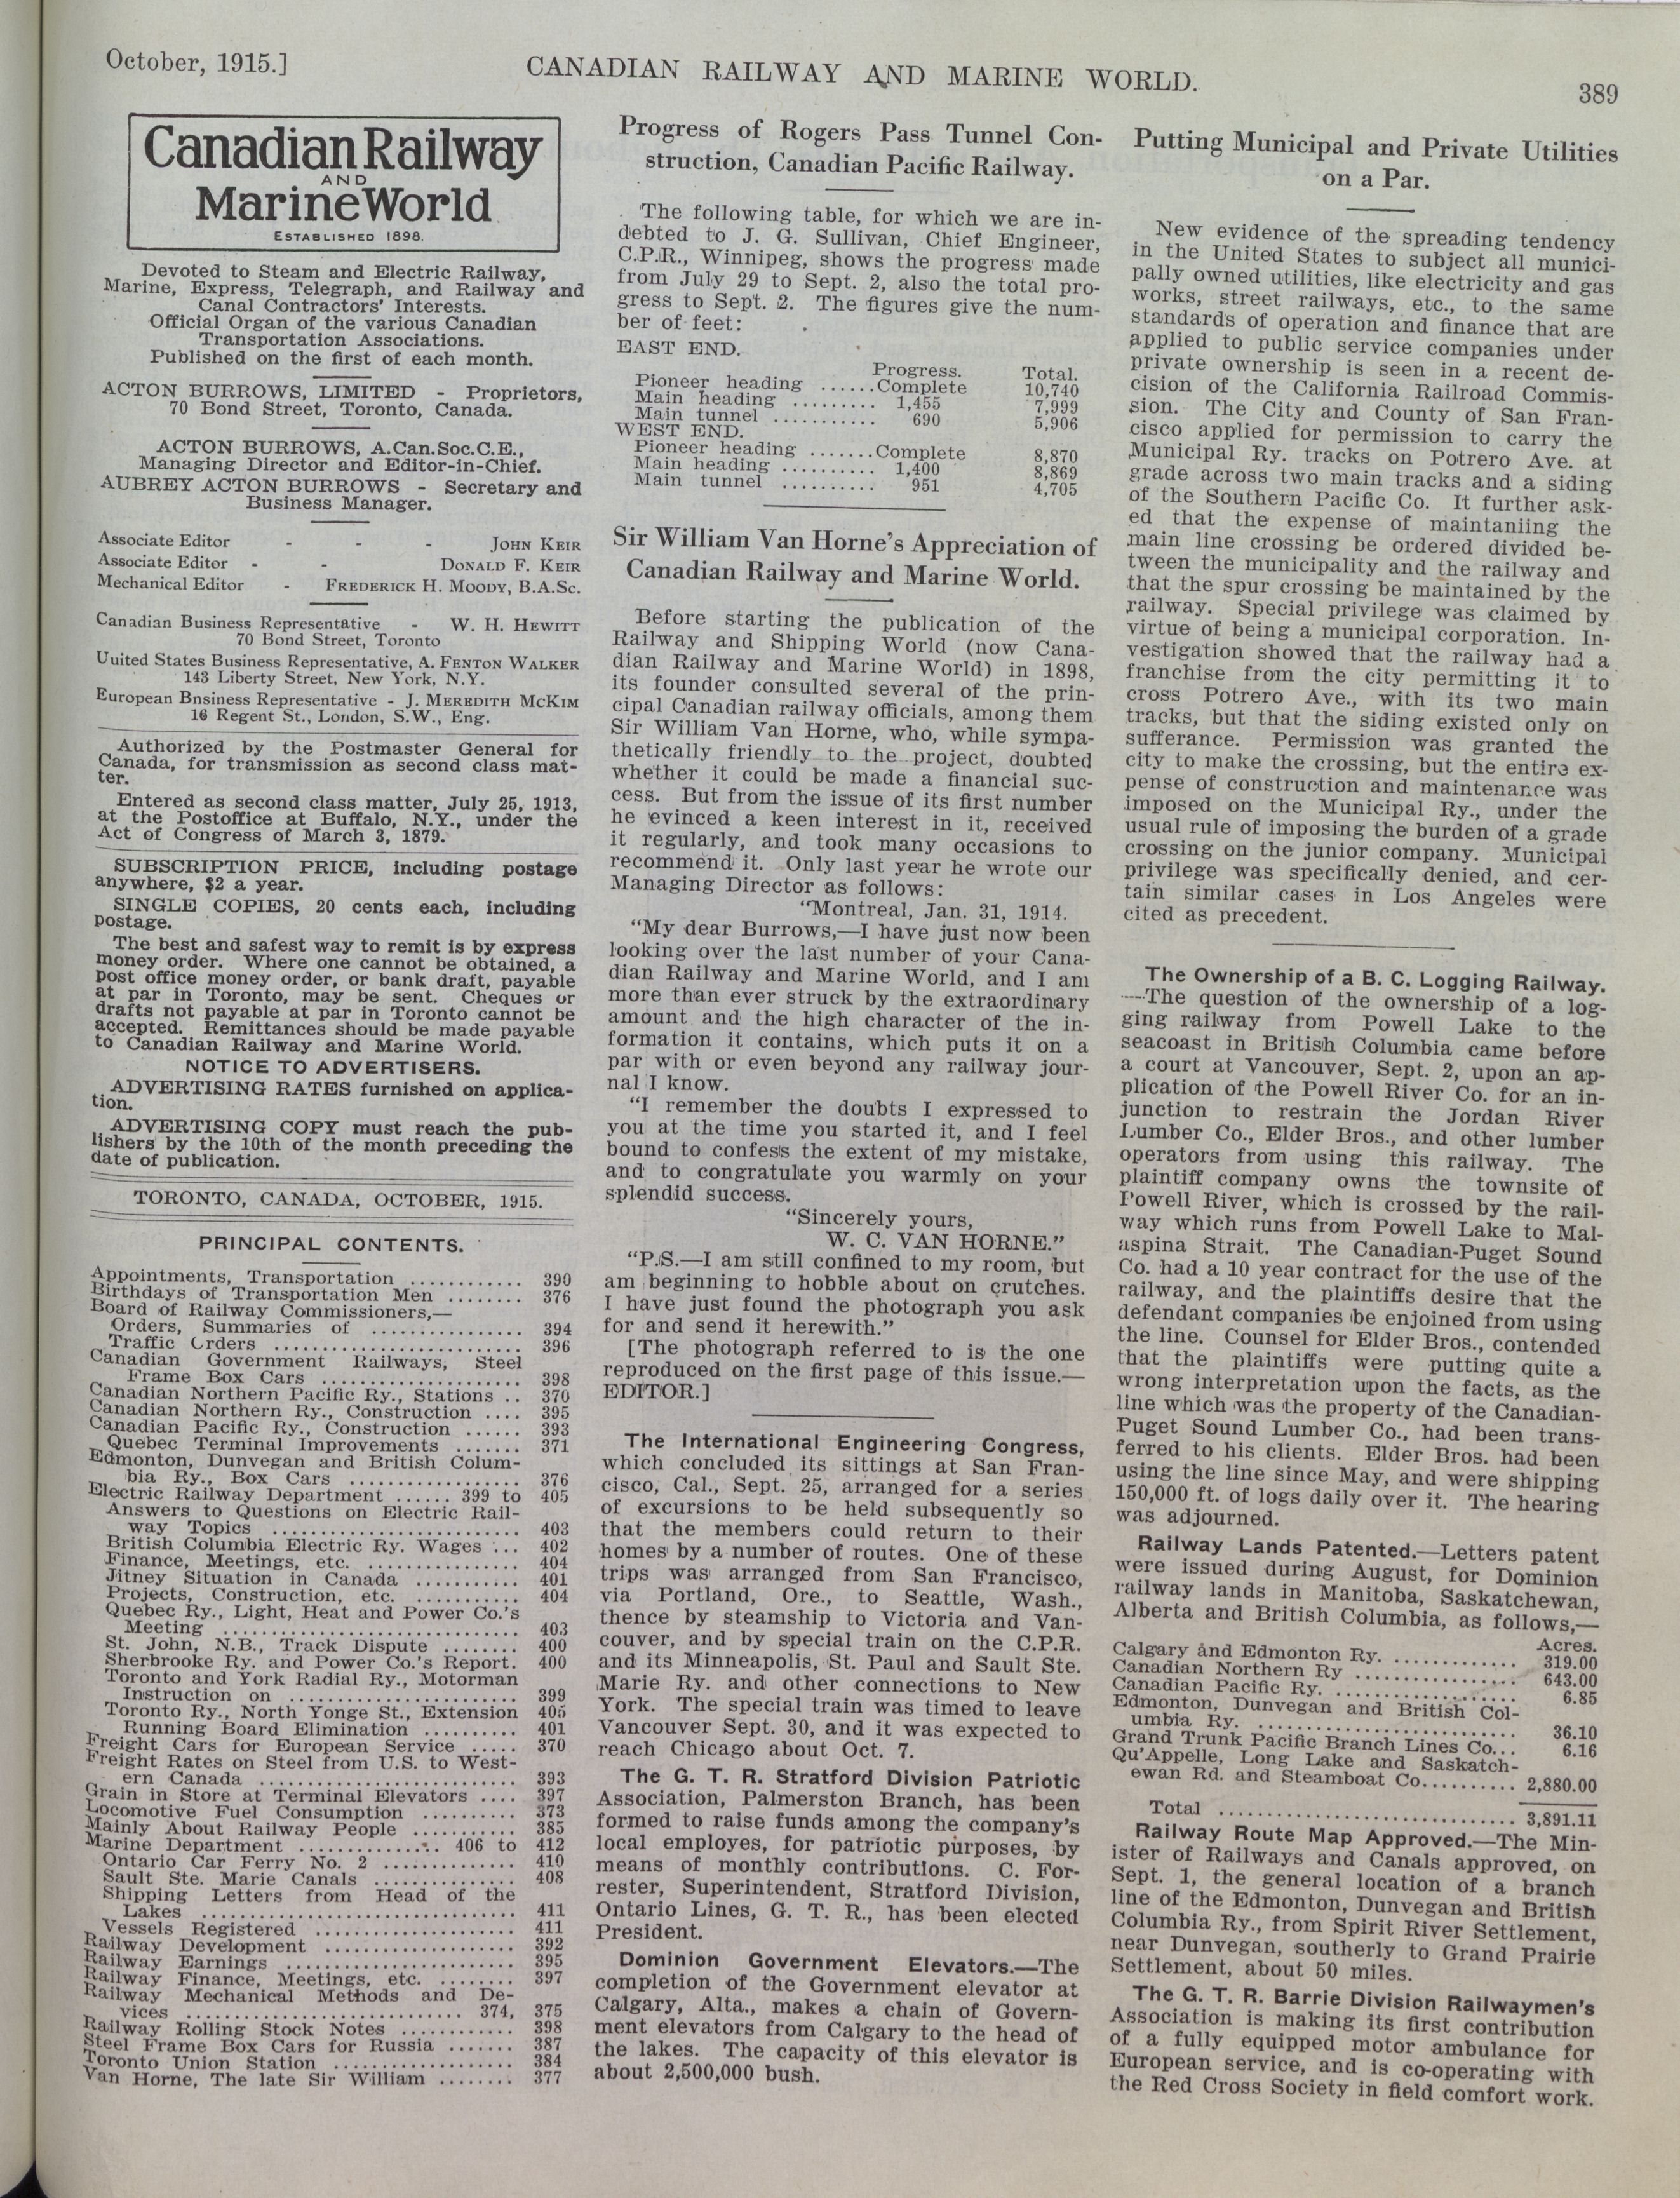 October, 1915.]
CANADIAN RAILWAY AND MARINE WORLD.
389
Canadian Railway
AND
Marine World
ESTABLISHED 1898.
Devoted to Steam and Electric Railway,
Marine, Express, Telegraph, and Railway and
Canal Contractors' Interests.
Official Organ of the various Canadian
Transportation Associations.
Published on the first of each month.
ACTON BURROWS, LIMITED - Proprietors,
70 Bond Street, Toronto, Canada.
ACTON BURROWS, A.Can.Soc.C.E.,
Managing Director and Editor-in-Chief.
AUBREY ACTON BURROWS - Secretary and
Business Manager.
Associate Editor - - - JOHN KEIR
Associate Editor - - DONALD F. KEIR
Mechanical Editor - FREDERICK H. MOODY, B.A.SC.
Canadian Business Representative - W. H. HEWITT
70 Bond Street, Toronto
Uuited States Business Representative, A. FENTON WALKER
143 Liberty Street, New York, N.Y.
European Bnsiness Representative - J. MEREDITH MCKIM
16 Regent St., London, S.W., Eng.
Authorized by the Postmaster General for
Canada, for transmission as second class mat-
ter.
Entered as second class matter, July 25, 1913,
at the Postoffice at Buffalo, N.Y., under the
Act of Congress of March 3, 1879.
SUBSCRIPTION PRICE, including postage
anywhere, $2 a year.
SINGLE COPIES, 20 cents each, including
postage.
The best and safest way to remit is by express
money order. Where one cannot be obtained, a
post office money order, or bank draft, payable
at par in Toronto, may be sent. Cheques or
drafts not payable at par in Toronto cannot be
accepted. Remittances should be made payable
to Canadian Railway and Marine World.
NOTICE TO ADVERTISERS.
ADVERTISING RATES furnished on applica-
tion.
ADVERTISING COPY must reach the pub-
lishers by the 10th of the month preceding the
date of publication.
TORONTO, CANADA, OCTOBER, 1915.
PRINCIPAL CONTENTS.
Appointments, Transportation ............ 390
Birthdays of Transportation Men ........ 376
Board of Railway Commissioners,—
Orders, Summaries of ................ 394
Traffic Orders .......................... 396
Canadian Government Railways, Steel
Frame Box Cars ..................... 398
Canadian Northern Pacific Ry., Stations .. 370
Canadian Northern Ry., Construction .... 395
Canadian Pacific Ry., Construction ...... 393
Quebec Terminal Improvements ....... 371
Edmonton, Dunvegan and British Colum-
bia Ry., Box Cars .................. 376
Electric Railway Department ...... 399 to 405
Answers to Questions on Electric Rail-
way Topics .......................... 403
British Columbia Electric Ry. Wages ... 402
Finance, Meetings, etc. ................ 404
Jitney Situation in Canada ........... 401
Projects, Construction, etc. ........... 404
Quebec Ry., Light, Heat and Power Co.'s
Meeting ............................... 403
St. John, N.B., Track Dispute ........ 400
Sherbrooke Ry. and Power Co.'s Report. 400
Toronto and York Radial Ry., Motorman
Instruction on ........................ 399
Toronto Ry., North Yonge St., Extension 405
Running Board Elimination .......... 401
Freight Cars for European Service ..... 370
Freight Rates on Steel from U.S. to West-
ern Canada ........................... 393
Grain in Store at Terminal Elevators .... 397
Locomotive Fuel Consumption .......... 373
Mainly About Railway People ........... 385
Marine Department ............... 406 to 412
Ontario Car Ferry No. 2 .............. 410
Sault Ste. Marie Canals ............... 408
Shipping Letters from Head of the
Lakes ................................. 411
Vessels Registered ..................... 411
Railway Development .................... 392
Railway Earnings ........................ 395
Railway Finance, Meetings, etc. ........ 397
Railway Mechanical Methods and De-
vices ............................. 374, 375
Railway Rolling Stock Notes ............ 398
Steel Frame Box Cars for Russia ....... 387
Toronto Union Station ................... 384
Van Horne, The late Sir William ........ 377
Progress of Rogers Pass Tunnel Con-
struction, Canadian Pacific Railway.
The following table, for which we are in-
debted to J. G. Sullivan, Chief Engineer,
C.P.R., Winnipeg, shows the progress made
from July 29 to Sept. 2, also the total pro-
gress to Sept. 2. The figures give the num-
ber of feet:
EAST END.
Progress. Total.
Pioneer heading ......Complete 10,740
Main heading ......... 1,455 7,999
Main tunnel ........... 690 5,906
WEST END.
Pioneer heading .......Complete 8,870
Main heading .......... 1,400 8,869
Main tunnel .......... 951 4,705
Sir William Van Horne's Appreciation of
Canadian Railway and Marine World.
Before starting the publication of the
Railway and Shipping World (now Cana-
dian Railway and Marine World) in 1898,
its founder consulted several of the prin-
cipal Canadian railway officials, among them
Sir William Van Horne, who, while sympa-
thetically friendly to the project, doubted
whether it could be made a financial suc-
cess. But from the issue of its first number
he evinced a keen interest in it, received
it regularly, and took many occasions to
recommend it. Only last year he wrote our
Managing Director as follows:
"Montreal, Jan. 31, 1914.
"My dear Burrows,—I have just now been
looking over the last number of your Cana-
dian Railway and Marine World, and I am
more than ever struck by the extraordinary
amount and the high character of the in-
formation it contains, which puts it on a
par with or even beyond any railway jour-
nal I know.
"I remember the doubts I expressed to
you at the time you started it, and I feel
bound to confess the extent of my mistake,
and to congratulate you warmly on your
splendid success.
"Sincerely yours,
W. C. VAN HORNE."
"P.S.—I am still confined to my room, but
am beginning to hobble about on crutches.
I have just found the photograph you ask
for and send it herewith."
[The photograph referred to is the one
reproduced on the first page of this issue.—
EDITOR.]
The International Engineering Congress,
which concluded its sittings at San Fran-
cisco, Cal., Sept. 25, arranged for a series
of excursions to be held subsequently so
that the members could return to their
homes by a number of routes. One of these
trips was arranged from San Francisco,
via Portland, Ore., to Seattle, Wash.,
thence by steamship to Victoria and Van-
couver, and by special train on the C.P.R.
and its Minneapolis, St. Paul and Sault Ste.
Marie Ry. and other connections to New
York. The special train was timed to leave
Vancouver Sept. 30, and it was expected to
reach Chicago about Oct. 7.
The G. T. R. Stratford Division Patriotic
Association, Palmerston Branch, has been
formed to raise funds among the company's
local employes, for patriotic purposes, by
means of monthly contributions. C. For-
rester, Superintendent, Stratford Division,
Ontario Lines, G. T. R., has been elected
President.
Dominion Government Elevators.—The
completion of the Government elevator at
Calgary, Alta., makes a chain of Govern-
ment elevators from Calgary to the head of
the lakes. The capacity of this elevator is
about 2,500,000 bush.
Putting Municipal and Private Utilities
on a Par.
New evidence of the spreading tendency
in the United States to subject all munici-
pally owned utilities, like electricity and gas
works, street railways, etc., to the same
standards of operation and finance that are
applied to public service companies under
private ownership is seen in a recent de-
cision of the California Railroad Commis-
sion. The City and County of San Fran-
cisco applied for permission to carry the
Municipal Ry. tracks on Potrero Ave. at
grade across two main tracks and a siding
of the Southern Pacific Co. It further ask-
ed that the expense of maintaniing the
main line crossing be ordered divided be-
tween the municipality and the railway and
that the spur crossing be maintained by the
railway. Special privilege was claimed by
virtue of being a municipal corporation. In-
vestigation showed that the railway had a
franchise from the city permitting it to
cross Potrero Ave., with its two main
tracks, but that the siding existed only on
sufferance. Permission was granted the
city to make the crossing, but the entire ex-
pense of construction and maintenance was
imposed on the Municipal Ry., under the
usual rule of imposing the burden of a grade
crossing on the junior company. Municipal
privilege was specifically denied, and cer-
tain similar cases in Los Angeles were
cited as precedent.
The Ownership of a B. C. Logging Railway.
—The question of the ownership of a log-
ging railway from Powell Lake to the
seacoast in British Columbia came before
a court at Vancouver, Sept. 2, upon an ap-
plication of the Powell River Co. for an in-
junction to restrain the Jordan River
Lumber Co., Elder Bros., and other lumber
operators from using this railway. The
plaintiff company owns the townsite of
Powell River, which is crossed by the rail-
way which runs from Powell Lake to Mal-
aspina Strait. The Canadian-Puget Sound
Co. had a 10 year contract for the use of the
railway, and the plaintiffs desire that the
defendant companies be enjoined from using
the line. Counsel for Elder Bros., contended
that the plaintiffs were putting quite a
wrong interpretation upon the facts, as the
line which was the property of the Canadian-
Puget Sound Lumber Co., had been trans-
ferred to his clients. Elder Bros. had been
using the line since May, and were shipping
150,000 ft. of logs daily over it. The hearing
was adjourned.
Railway Lands Patented.—Letters patent
were issued during August, for Dominion
railway lands in Manitoba, Saskatchewan,
Alberta and British Columbia, as follows,—
Acres.
Calgary and Edmonton Ry. ............. 319.00
Canadian Northern Ry ................. 643.00
Canadian Pacific Ry. ................... 6.85
Edmonton, Dunvegan and British Col-
umbia Ry. ........................... 36.10
Grand Trunk Pacific Branch Lines Co... 6.16
Qu'Appelle, Long Lake and Saskatch-
ewan Rd. and Steamboat Co.......... 2,880.00
Total ................................ 3,891.11
Railway Route Map Approved.—The Min-
ister of Railways and Canals approved, on
Sept. 1, the general location of a branch
line of the Edmonton, Dunvegan and British
Columbia Ry., from Spirit River Settlement,
near Dunvegan, southerly to Grand Prairie
Settlement, about 50 miles.
The G. T. R. Barrie Division Railwaymen's
Association is making its first contribution
of a fully equipped motor ambulance for
European service, and is co-operating with
the Red Cross Society in field comfort work.